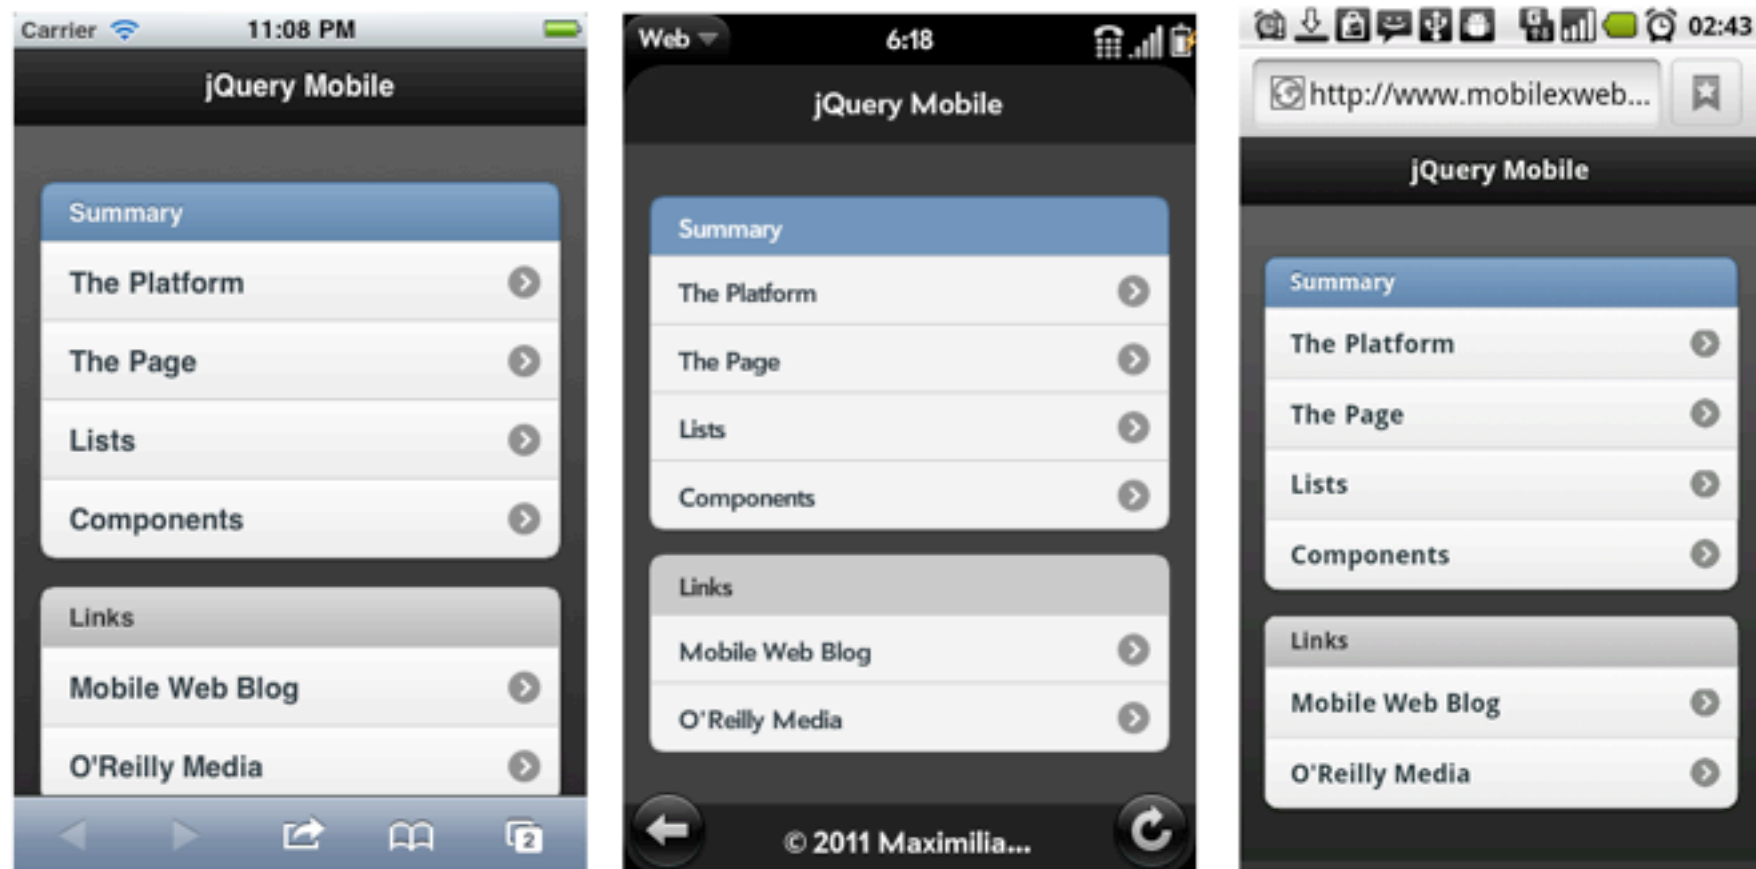 Carrier 11:08 PM
jQuery Mobile
Summary
The Platform
The Page
Lists
Components
Links
Mobile Web Blog
O'Reilly Media
2
Web 6:18
jQuery Mobile
Summary
The Platform
The Page
Lists
Components
Links
Mobile Web Blog
O'Reilly Media
© 2011 Maximilia...
02:43
http://www.mobilexweb...
jQuery Mobile
Summary
The Platform
The Page
Lists
Components
Links
Mobile Web Blog
O'Reilly Media